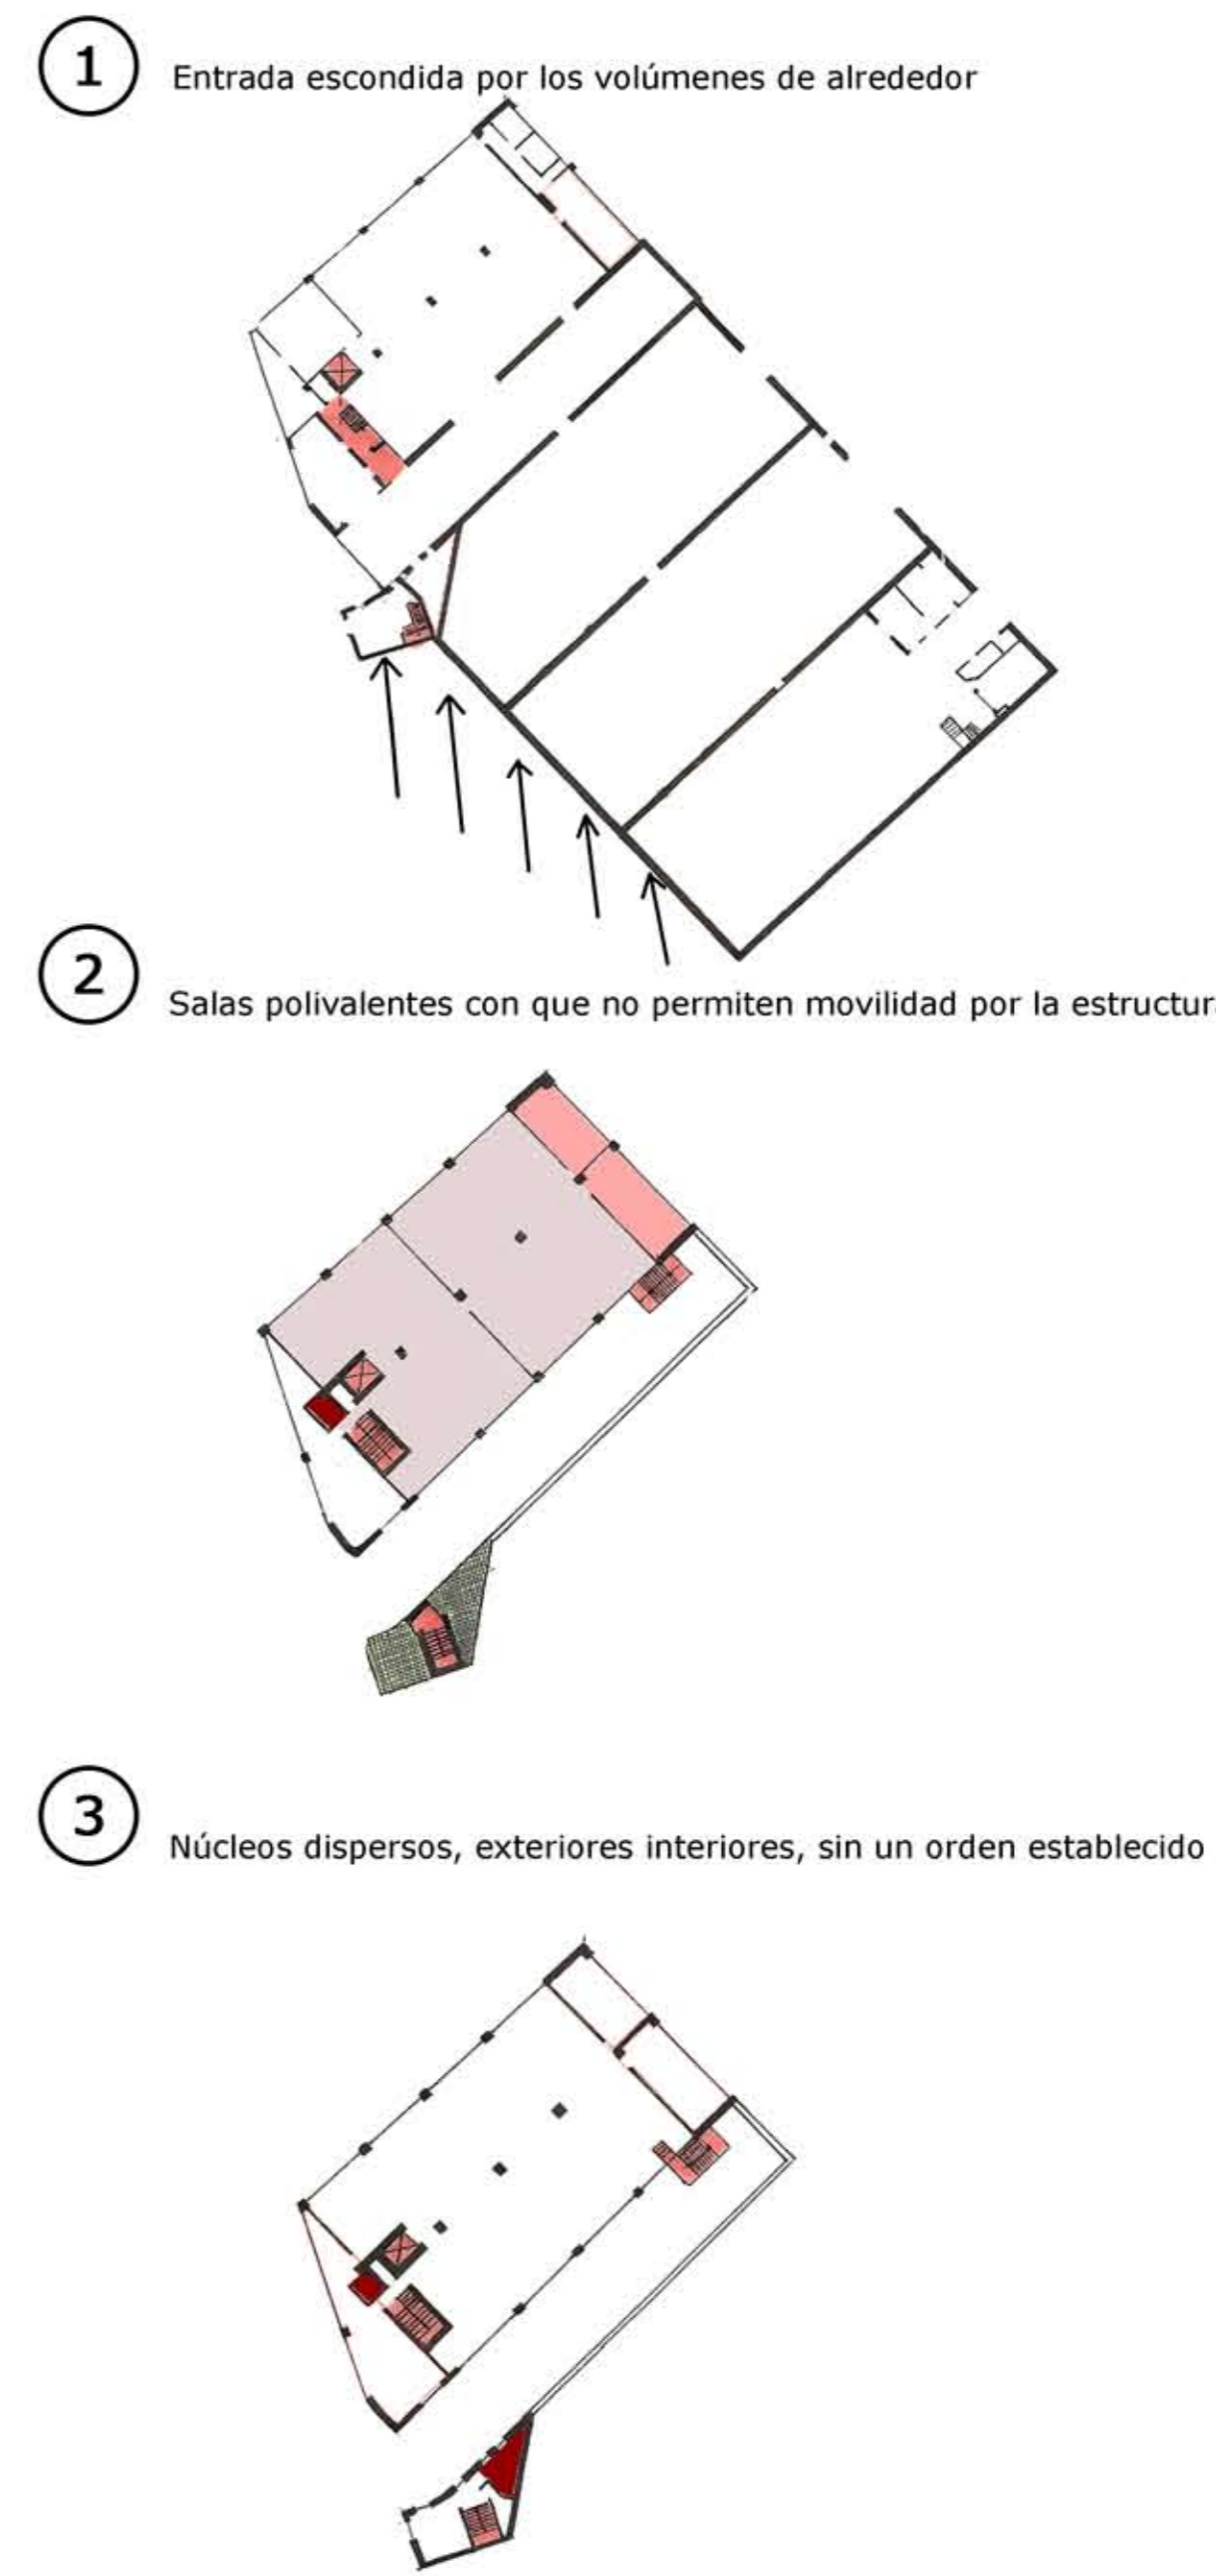 1
Entrada escondida por los volúmenes de alrededor
2
Salas polivalentes con que no permiten movilidad por la estructur
3
Núcleos dispersos, exteriores interiores, sin un orden establecido